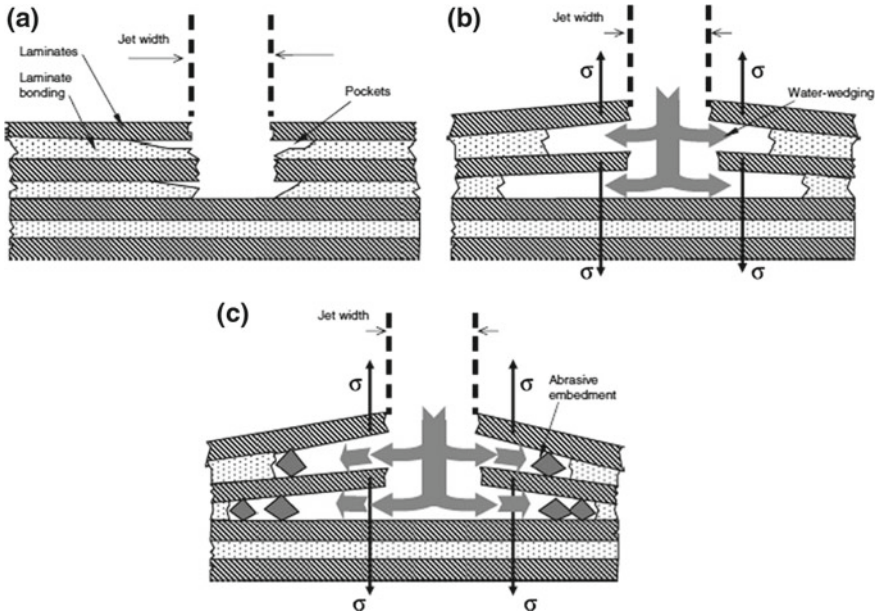 (a)
Jet width
Laminates
Laminate
bonding
Pockets
(b)
Jet width
σ
σ
Water-wedging
σ
σ
(c)
Jet width
σ
σ
Abrasive
embedment
σ
σ